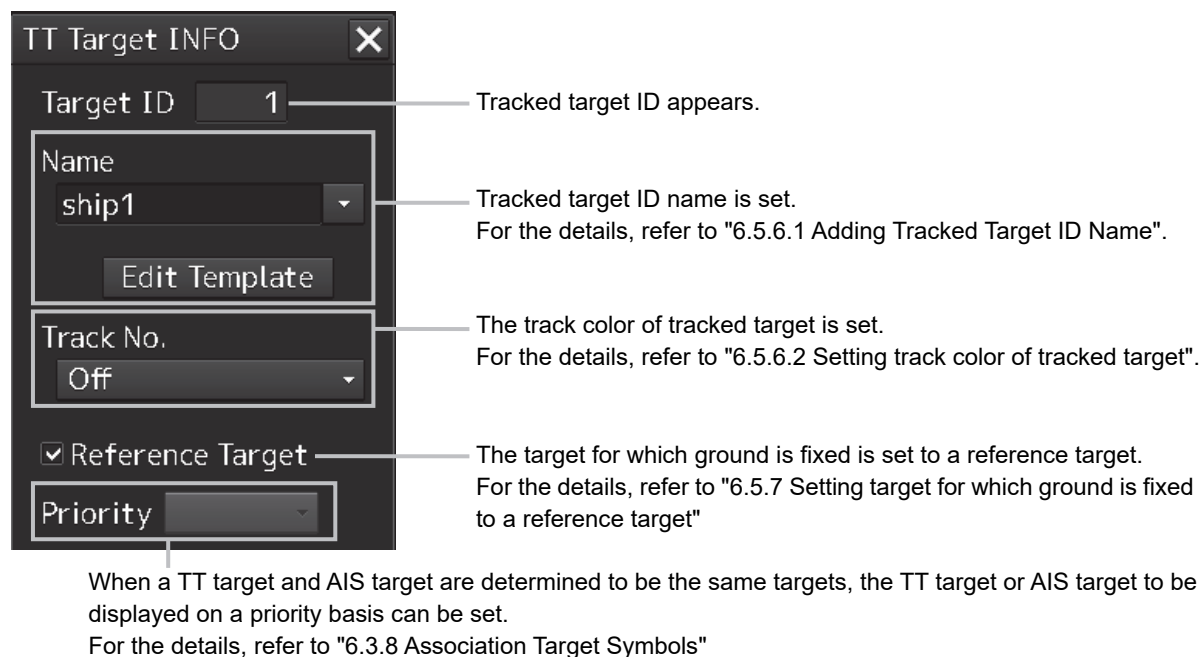 TT Target INFO
Target ID 1
Tracked target ID appears.
Name
ship1
Edit Template
Tracked target ID name is set.
For the details, refer to "6.5.6.1 Adding Tracked Target ID Name".
Track No.
Off
The track color of tracked target is set.
For the details, refer to "6.5.6.2 Setting track color of tracked target".
Reference Target
The target for which ground is fixed is set to a reference target.
For the details, refer to "6.5.7 Setting target for which ground is fixed
to a reference target"
Priority
When a TT target and AIS target are determined to be the same targets, the TT target or AIS target to be
displayed on a priority basis can be set.
For the details, refer to "6.3.8 Association Target Symbols"